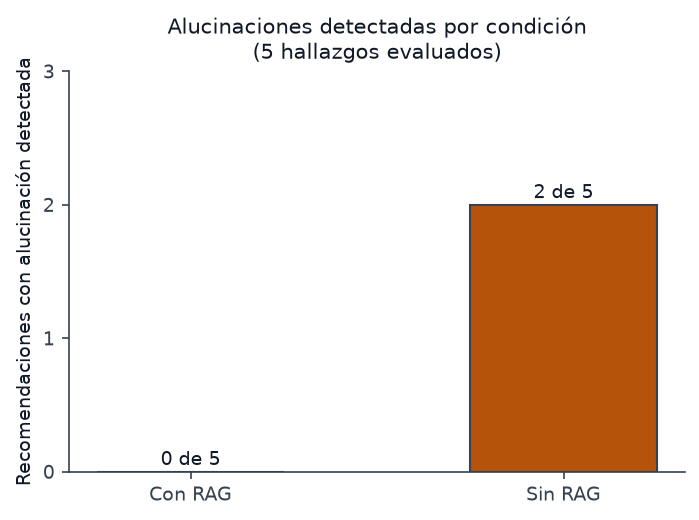 Alucinaciones detectadas por condición
(5 hallazgos evaluados)
Recomendaciones con alucinación detectada
3
2
1
0
0 de 5
2 de 5
Con RAG
Sin RAG